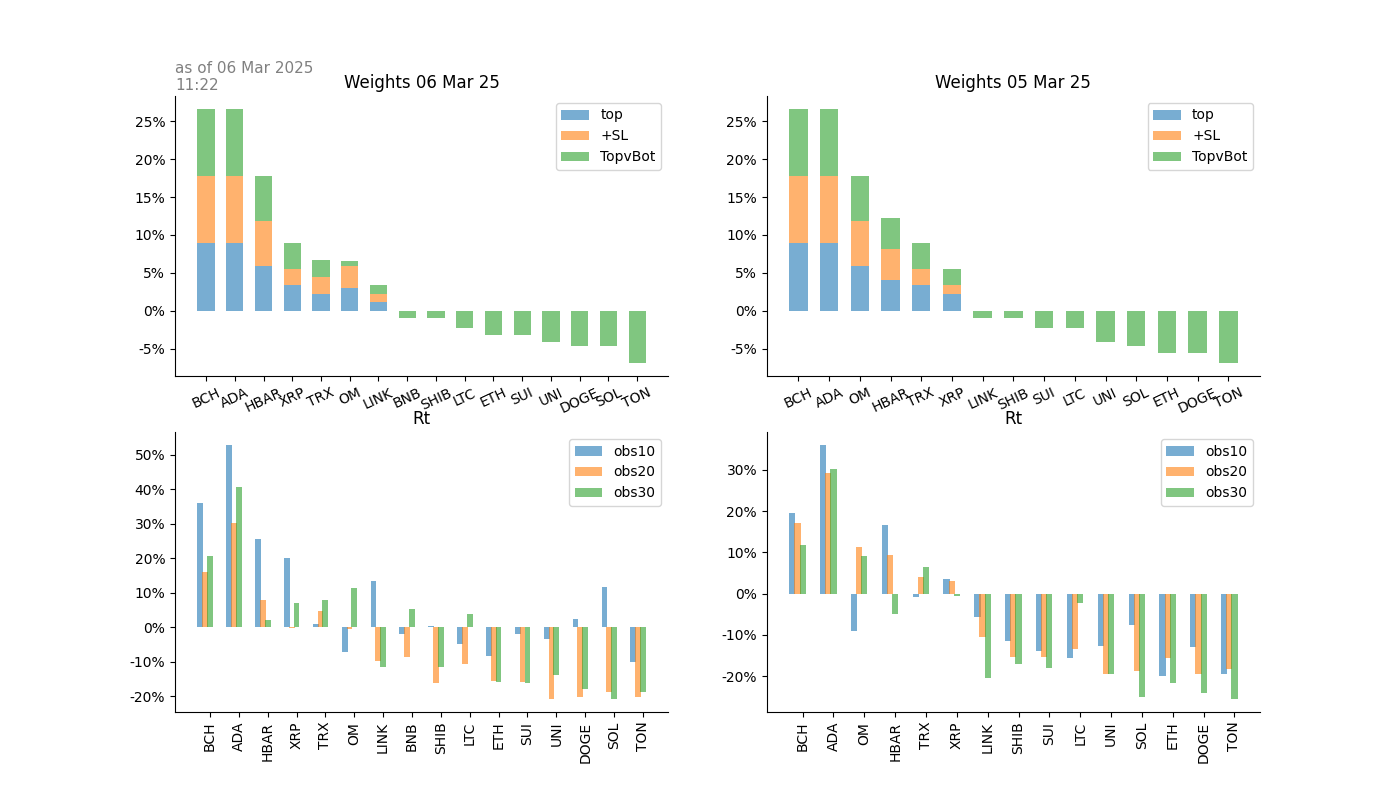 as of 06 Mar 2025
11:22
Weights 06 Mar 25
25%
20%
15%
10%
5%
0%
-5%
top
+SL
TopvBot
BCH ADA HBAR XRP TRX OM LINK BNB SHIB LTC ETH SUI UNI DOGE SOL TON
Weights 05 Mar 25
25%
20%
15%
10%
5%
0%
-5%
top
+SL
TopvBot
BCH ADA OM HBAR TRX XRP LINK SHIB SUI LTC UNI SOL ETH DOGE TON
Rt
50%
40%
30%
20%
10%
0%
-10%
-20%
obs10
obs20
obs30
BCH ADA HBAR XRP TRX OM LINK BNB SHIB LTC ETH SUI UNI DOGE SOL TON
Rt
30%
20%
10%
0%
-10%
-20%
obs10
obs20
obs30
BCH ADA OM HBAR TRX XRP LINK SHIB SUI LTC UNI SOL ETH DOGE TON